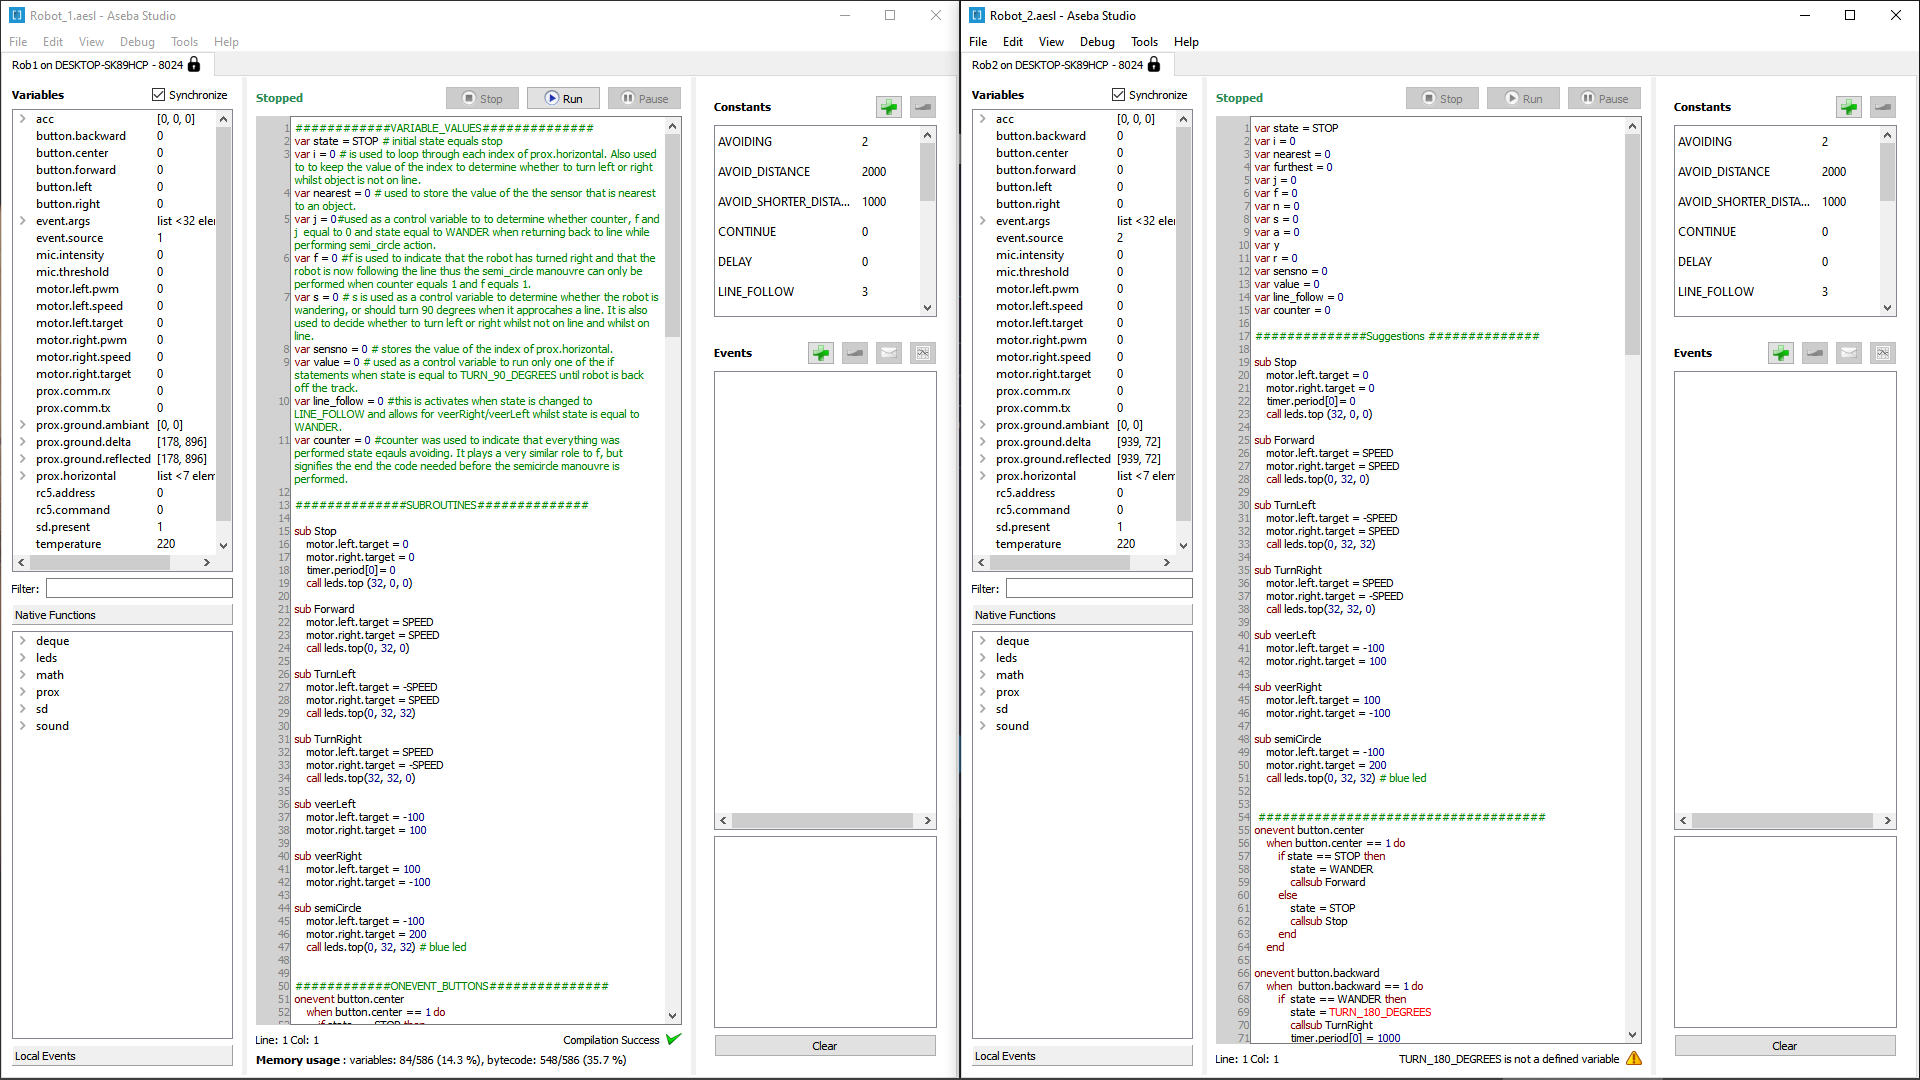 Robot_1.aesl - Aseba Studio
File Edit View Debug Tools Help
Rob1 on DESKTOP-SK89HCP - 8024
Variables
Synchronize
acc [0, 0, 0]
button.backward 0
button.center 0
button.forward 0
button.left 0
button.right 0
event.args list <32 elen
event.source 1
mic.intensity 0
mic.threshold 0
motor.left.pwm 0
motor.left.speed 0
motor.left.target 0
motor.right.pwm 0
motor.right.speed 0
motor.right.target 0
prox.comm.rx 0
prox.comm.tx 0
prox.ground.ambiant [0, 0]
prox.ground.delta [178, 896]
prox.ground.reflected [178, 896]
prox.horizontal list <7 elem
rc5.address 0
rc5.command 0
sd.present 1
temperature 220
Filter:
Native Functions
deque
leds
math
prox
sd
sound
Local Events
Stopped
Stop Run Pause
1 ############VARIABLE_VALUES##############
2 var state = STOP # initial state equals stop
3 var i = 0 # is used to loop through each index of prox.horizontal. Also used
to to keep the value of the index to determine whether to turn left or right
whilst object is not on line.
4 var nearest = 0 # used to store the value of the the sensor that is nearest
to an object.
5 var j = 0#used as a control variable to to determine whether counter, f and
j  equal to 0 and state equal to WANDER when returning back to line while
performing semi_circle action.
6 var f = 0 #f is used to indicate that the robot has turned right and that the
robot is now following the line thus the semi_circle manouvre can only be
performed when counter equals 1 and f equals 1.
7 var s = 0 # s is used as a control variable to determine whether the robot is
wandering, or should turn 90 degrees when it approcahes a line. It is also
used to decide whether to turn left or right whilst not on line and whilst on
line.
8 var sensno = 0 # stores the value of the index of prox.horizontal.
9 var value = 0 # used as a control variable to run only one of the if
statements when state is equal to TURN_90_DEGREES until robot is back
off the track.
10 var line_follow = 0 #this is activates when state is changed to
LINE_FOLLOW and allows for veerRight/veerLeft whilst state is equal to
WANDER.
11 var counter = 0 #counter was used to indicate that everything was
performed state eqauls avoiding. It plays a very similar role to f, but
signifies the end the code needed before the semicircle manouvre is
performed.
12
13 ##############SUBROUTINES##############
14
15 sub Stop
16 motor.left.target = 0
17 motor.right.target = 0
18 timer.period[0] = 0
19 call leds.top (32, 0, 0)
20
21 sub Forward
22 motor.left.target = SPEED
23 motor.right.target = SPEED
24 call leds.top(0, 32, 0)
25
26 sub TurnLeft
27 motor.left.target = -SPEED
28 motor.right.target = SPEED
29 call leds.top(0, 32, 32)
30
31 sub TurnRight
32 motor.left.target = SPEED
33 motor.right.target = -SPEED
34 call leds.top(32, 32, 0)
35
36 sub veerLeft
37 motor.left.target = -100
38 motor.right.target = 100
39
40 sub veerRight
41 motor.left.target = 100
42 motor.right.target = -100
43
44 sub semiCircle
45 motor.left.target = -100
46 motor.right.target = 200
47 call leds.top(0, 32, 32) # blue led
48
49
50 ############ONEVENT_BUTTONS###############
51 onevent button.center
52 when button.center == 1 do
Line: 1 Col: 1 Compilation Success
Memory usage : variables: 84/586 (14.3 %), bytecode: 548/586 (35.7 %)
Constants
AVOIDING 2
AVOID_DISTANCE 2000
AVOID_SHORTER_DISTA... 1000
CONTINUE 0
DELAY 0
LINE_FOLLOW 3
Events
Clear
Robot_2.aesl - Aseba Studio
File Edit View Debug Tools Help
Rob2 on DESKTOP-SK89HCP - 8024
Variables
Synchronize
acc [0, 0, 0]
button.backward 0
button.center 0
button.forward 0
button.left 0
button.right 0
event.args list <32 elen
event.source 2
mic.intensity 0
mic.threshold 0
motor.left.pwm 0
motor.left.speed 0
motor.left.target 0
motor.right.pwm 0
motor.right.speed 0
motor.right.target 0
prox.comm.rx 0
prox.comm.tx 0
prox.ground.ambiant [0, 0]
prox.ground.delta [939, 72]
prox.ground.reflected [939, 72]
prox.horizontal list <7 elem
rc5.address 0
rc5.command 0
sd.present 1
temperature 220
Filter:
Native Functions
deque
leds
math
prox
sd
sound
Local Events
Stopped
Stop Run Pause
1 var state = STOP
2 var i = 0
3 var nearest = 0
4 var furthest = 0
5 var j = 0
6 var f = 0
7 var n = 0
8 var s = 0
9 var a = 0
10 var y
11 var r = 0
12 var sensno = 0
13 var value = 0
14 var line_follow = 0
15 var counter = 0
16
17 ##############Suggestions ##############
18
19 sub Stop
20 motor.left.target = 0
21 motor.right.target = 0
22 timer.period[0] = 0
23 call leds.top (32, 0, 0)
24
25 sub Forward
26 motor.left.target = SPEED
27 motor.right.target = SPEED
28 call leds.top(0, 32, 0)
29
30 sub TurnLeft
31 motor.left.target = -SPEED
32 motor.right.target = SPEED
33 call leds.top(0, 32, 32)
34
35 sub TurnRight
36 motor.left.target = SPEED
37 motor.right.target = -SPEED
38 call leds.top(32, 32, 0)
39
40 sub veerLeft
41 motor.left.target = -100
42 motor.right.target = 100
43
44 sub veerRight
45 motor.left.target = 100
46 motor.right.target = -100
47
48 sub semiCircle
49 motor.left.target = -100
50 motor.right.target = 200
51 call leds.top(0, 32, 32) # blue led
52
53
54 ####################################
55 onevent button.center
56 when button.center == 1 do
57 if state == STOP then
58 state = WANDER
59 callsub Forward
60 else
61 state = STOP
62 callsub Stop
63 end
64 end
65
66 onevent button.backward
67 when  button.backward == 1 do
68 if  state == WANDER then
69 state = TURN_180_DEGREES
70 callsub TurnRight
71 timer.period[0] = 1000
Line: 1 Col: 1 TURN_180_DEGREES is not a defined variable
Constants
AVOIDING 2
AVOID_DISTANCE 2000
AVOID_SHORTER_DISTA... 1000
CONTINUE 0
DELAY 0
LINE_FOLLOW 3
Events
Clear